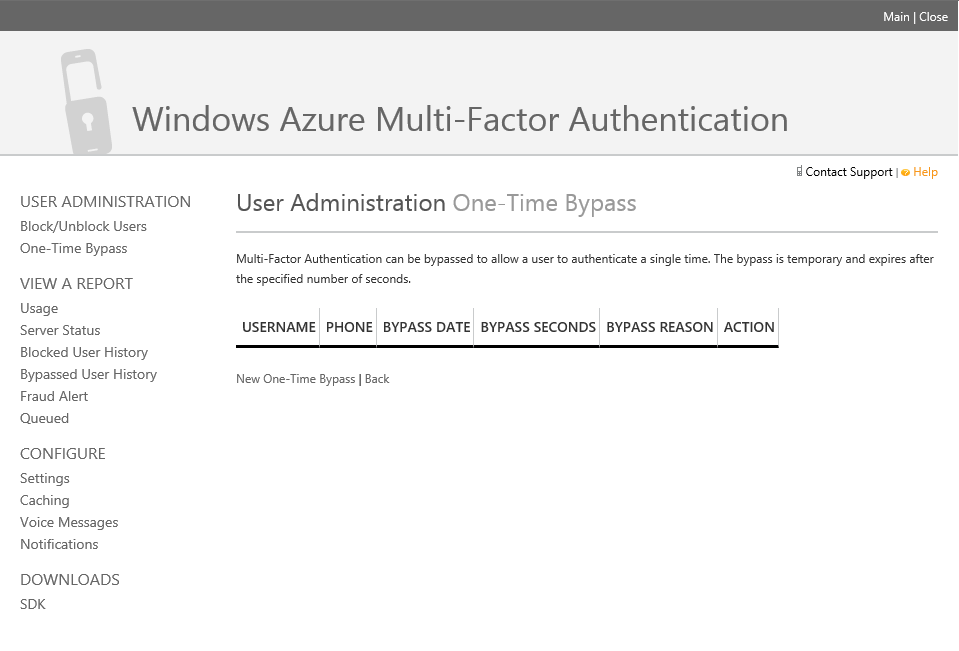 Main | Close
Windows Azure Multi-Factor Authentication
Contact Support | Help
USER ADMINISTRATION
Block/Unblock Users
One-Time Bypass
VIEW A REPORT
Usage
Server Status
Blocked User History
Bypassed User History
Fraud Alert
Queued
CONFIGURE
Settings
Caching
Voice Messages
Notifications
DOWNLOADS
SDK
User Administration One-Time Bypass
Multi-Factor Authentication can be bypassed to allow a user to authenticate a single time. The bypass is temporary and expires after
the specified number of seconds.
USERNAME PHONE BYPASS DATE BYPASS SECONDS BYPASS REASON ACTION
New One-Time Bypass | Back